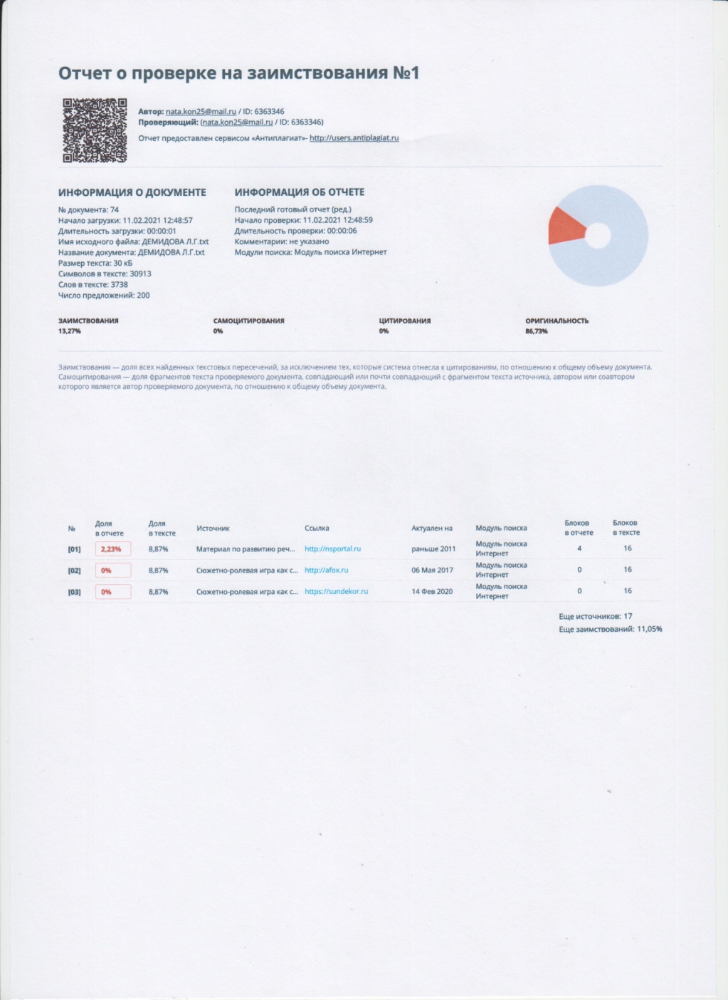 Отчет о проверке на заимствования №1
Автор: nata.kon25@mail.ru / ID: 6363346
Проверяющий: (nata.kon25@mail.ru / ID: 6363346)
Отчет предоставлен сервисом «Антиплагиат»- http://users.antiplagiat.ru
ИНФОРМАЦИЯ О ДОКУМЕНТЕ
№ документа: 74
Начало загрузки: 11.02.2021 12:48:57
Длительность загрузки: 00:00:01
Имя исходного файла: ДЕМИДОВА Л.Г.txt
Название документа: ДЕМИДОВА Л.Г.txt
Размер текста: 30 кБ
Символов в тексте: 30913
Слов в тексте: 3738
Число предложений: 200
ИНФОРМАЦИЯ ОБ ОТЧЕТЕ
Последний готовый отчет (ред.)
Начало проверки: 11.02.2021 12:48:59
Длительность проверки: 00:00:06
Комментарии: не указано
Модули поиска: Модуль поиска Интернет
ЗАИМСТВОВАНИЯ САМОЦИТИРОВАНИЯ ЦИТИРОВАНИЯ ОРИГИНАЛЬНОСТЬ
13,27% 0% 0% 86,73%
Заимствования — доля всех найденных текстовых пересечений, за исключением тех, которые система отнесла к цитированиям, по отношению к общему объему документа.
Самоцитирования — доля фрагментов текста проверяемого документа, совпадающий или почти совпадающий с фрагментом текста источника, автором или соавтором
которого является автор проверяемого документа, по отношению к общему объему документа.
№ Доля в отчете Доля в тексте Источник Ссылка Актуален на Модуль поиска Блоков в отчете Блоков в тексте
[01] 2,23% 8,87% Материал по развитию реч... http://nsportal.ru раньше 2011 Модуль поиска Интернет 4 16
[02] 0% 8,87% Сюжетно-ролевая игра как с... http://afox.ru 06 Мая 2017 Модуль поиска Интернет 0 16
[03] 0% 8,87% Сюжетно-ролевая игра как с... https://sundekor.ru 14 Фев 2020 Модуль поиска Интернет 0 16
Еще источников: 17
Еще заимствований: 11,05%